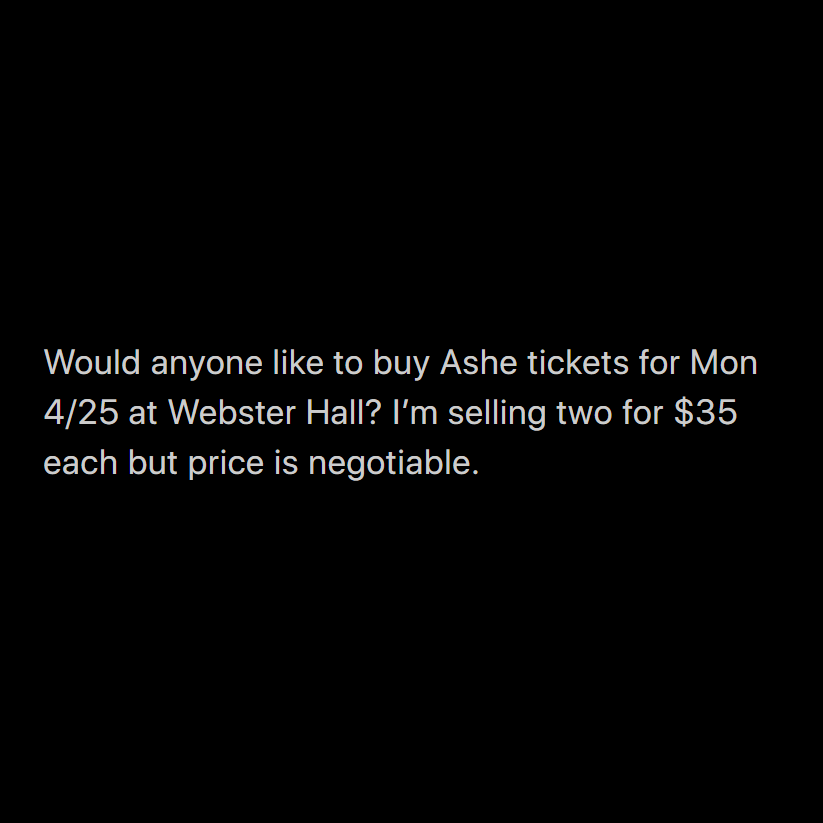 Would anyone like to buy Ashe tickets for Mon
4/25 at Webster Hall? I’m selling two for $35
each but price is negotiable.